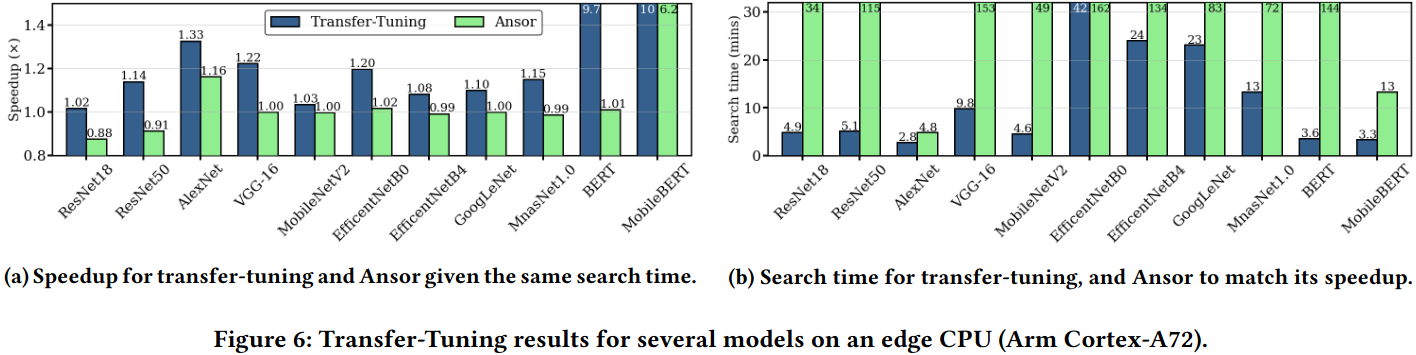 Transfer-Tuning Ansor
Speedup (×)
1.4
1.2
1.0
0.8
1.02 0.88 1.14 0.91 1.33 1.16 1.22 1.00 1.03 1.00 1.20 1.02 1.08 0.99 1.10 1.00 1.15 0.99 9.7 1.01 10 6.2
ResNet18 ResNet50 AlexNet VGG-16 MobileNetV2 EfficentNetB0 EfficentNetB4 GoogLeNet MnasNet1.0 BERT MobileBERT
(a) Speedup for transfer-tuning and Ansor given the same search time.
Search time (mins)
30
20
10
0
4.9 34 5.1 115 2.8 4.8 9.8 153 4.6 49 42 162 24 134 23 83 13 72 3.6 144 3.3 13
ResNet18 ResNet50 AlexNet VGG-16 MobileNetV2 EfficentNetB0 EfficentNetB4 GoogLeNet MnasNet1.0 BERT MobileBERT
(b) Search time for transfer-tuning, and Ansor to match its speedup.
Figure 6: Transfer-Tuning results for several models on an edge CPU (Arm Cortex-A72).